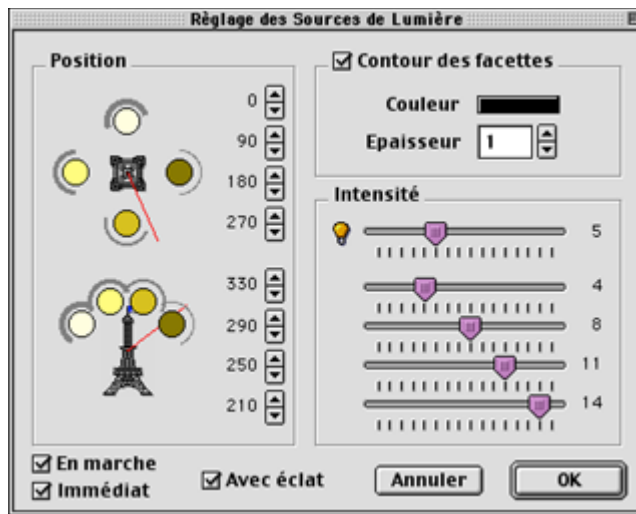 Règlage des Sources de Lumière
Position
0
90
180
270
330
290
250
210
Contour des facettes
Couleur
Epaisseur 1
Intensité
5
4
8
11
14
En marche
Immédiat
Avec éclat
Annuler
OK